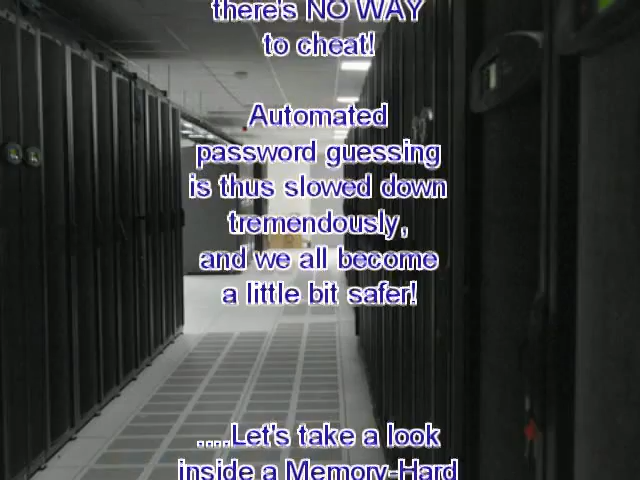 there's NO WAY
to cheat!
Automated
password guessing
is thus slowed down
tremendously,
and we all become
a little bit safer!
....Let's take a look
inside a Memory-Hard